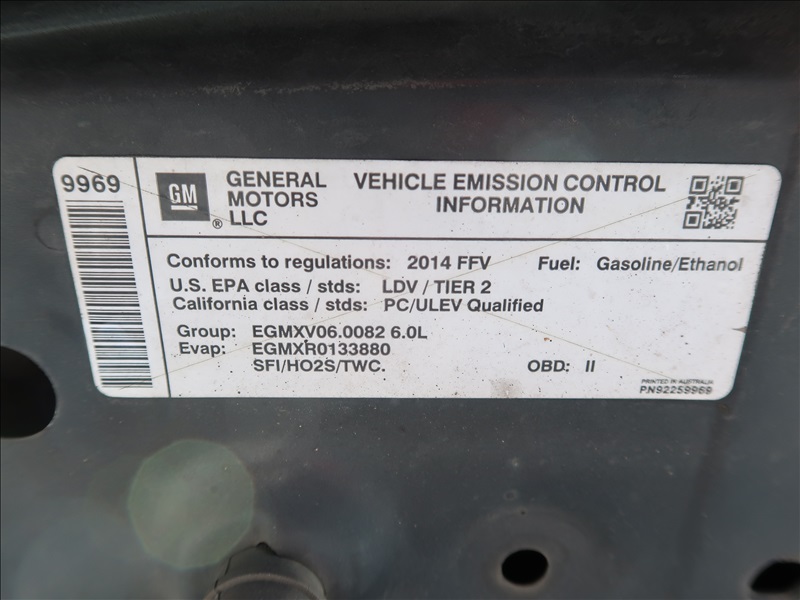 9969
GM
®
GENERAL
MOTORS
LLC
VEHICLE EMISSION CONTROL
INFORMATION
Conforms to regulations: 2014 FFV Fuel: Gasoline/Ethanol
U.S. EPA class / stds: LDV / TIER 2
California class / stds: PC/ULEV Qualified
Group: EGMXV06.0082 6.0L
Evap: EGMXR0133880
SFI/HO2S/TWC. OBD: II
PRINTED IN AUSTRALIA
PN92259969